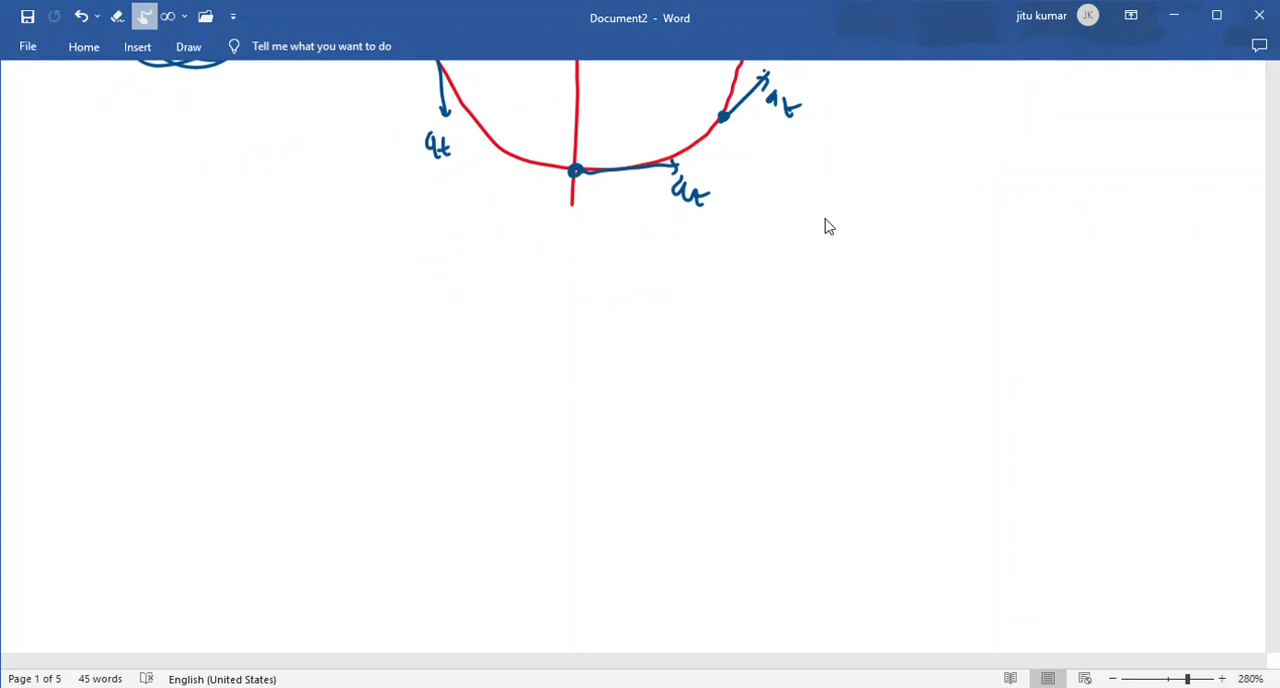 Document2 - Word
jitu kumar
JK
File
Home
Insert
Draw
Tell me what you want to do
at
at
at
Page 1 of 5
45 words
English (United States)
280%